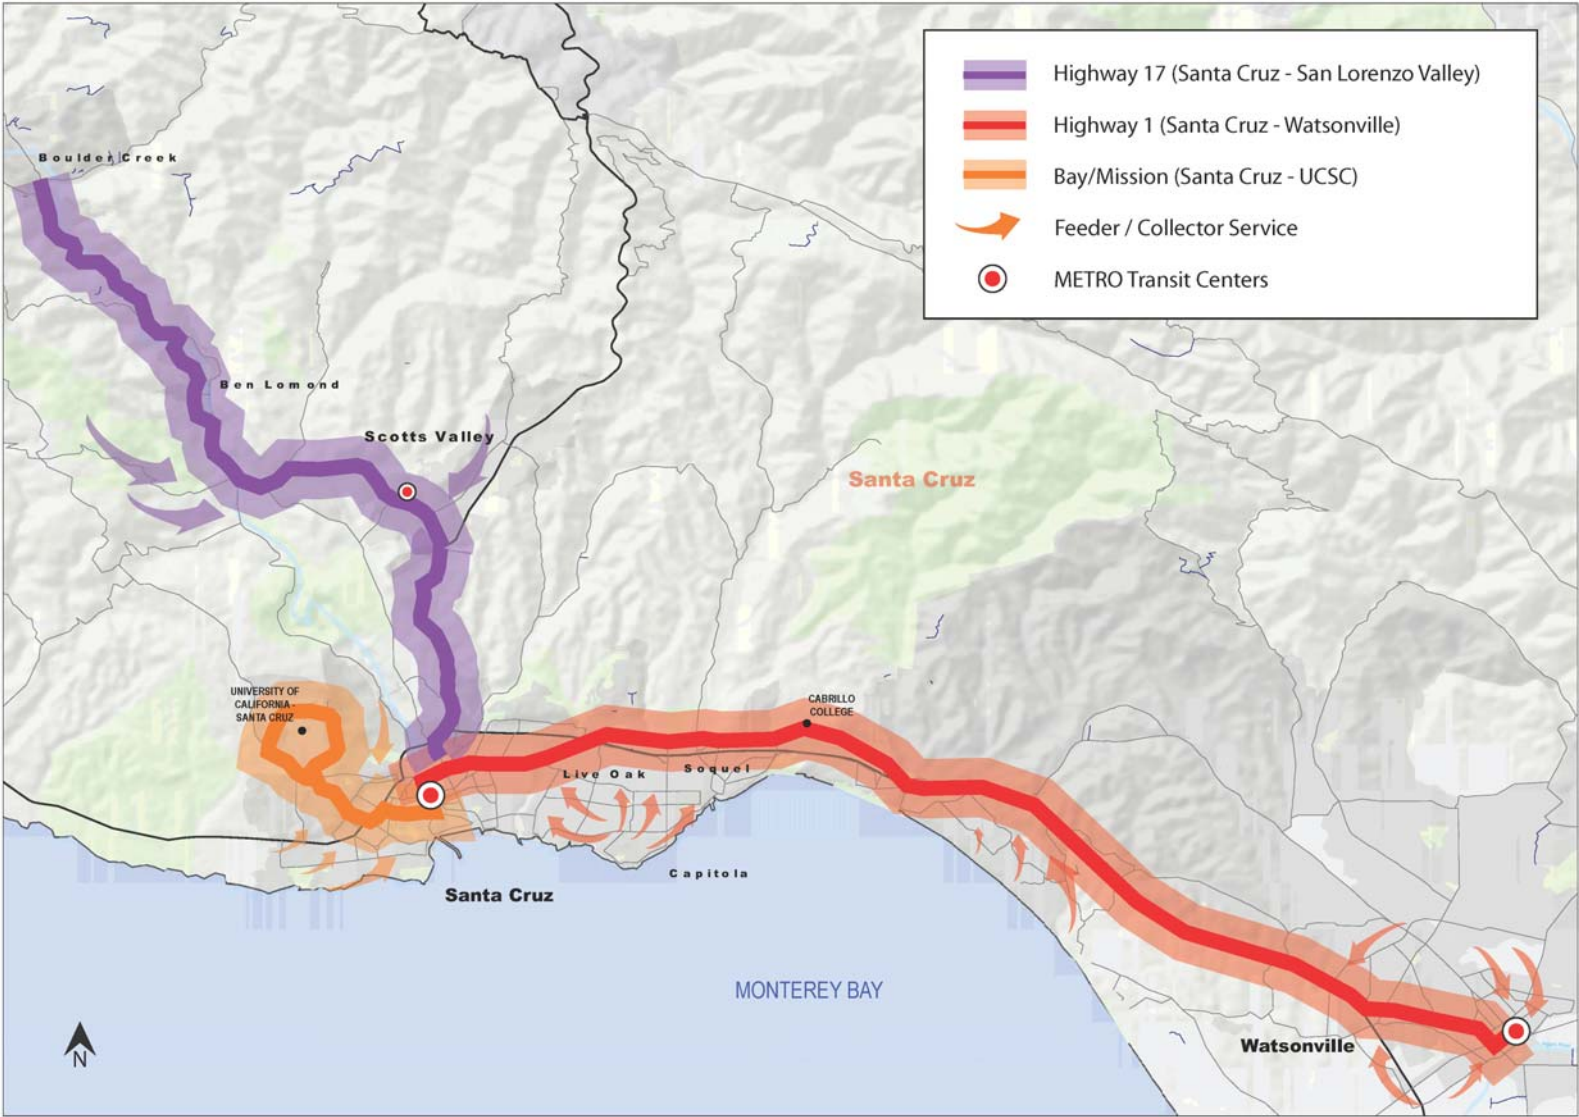 Highway 17 (Santa Cruz - San Lorenzo Valley)
Highway 1 (Santa Cruz - Watsonville)
Bay/Mission (Santa Cruz - UCSC)
Feeder / Collector Service
METRO Transit Centers
Boulder Creek
Ben Lomond
Scotts Valley
Santa Cruz
UNIVERSITY OF
CALIFORNIA -
SANTA CRUZ
CABRILLO
COLLEGE
Live Oak
Soquel
Capitola
Santa Cruz
MONTEREY BAY
Watsonville
N